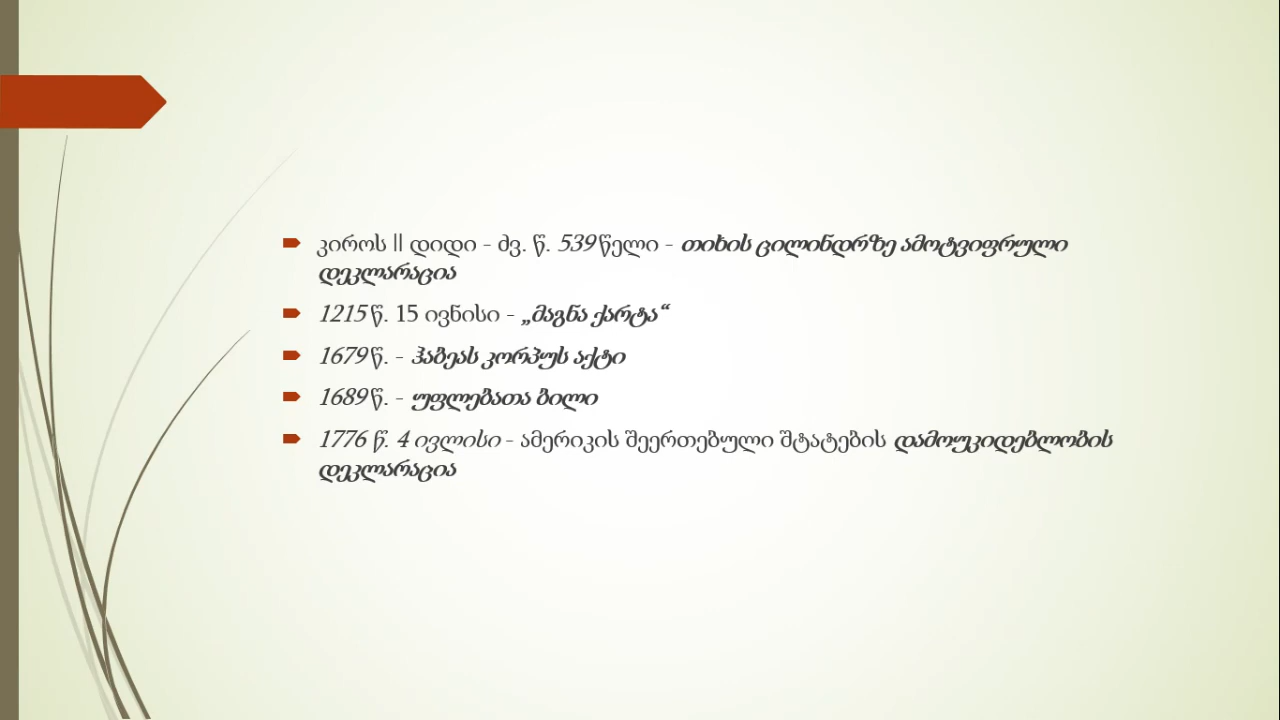 კიროს || დიდი - ძვ. წ. 539 წელი - თიხის ცილინდრზე ამოტვიფრული
დეკლარაცია
1215 წ. 15 ივნისი - „მაგნა ქარტა“
1679 წ. - ჰაბეას კორპუს აქტი
1689 წ. - უფლებათა ბილი
1776 წ. 4 ივლისი - ამერიკის შეერთებული შტატების დამოუკიდებლობის
დეკლარაცია